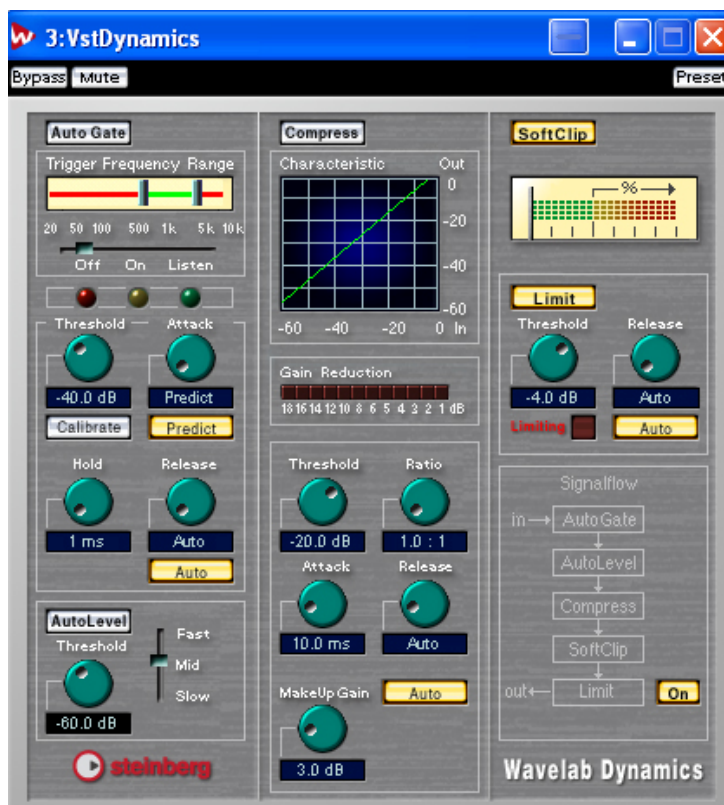 3:VstDynamics
Bypass Mute Preset
Auto Gate
Trigger Frequency Range
20 50 100 500 1k 5k 10k
Off On Listen
Threshold Attack
-40.0 dB Predict
Calibrate Predict
Hold Release
1 ms Auto
Auto
AutoLevel
Threshold
Fast
Mid
Slow
-60.0 dB
steinberg
Compress
Characteristic Out
0
-20
-40
-60
-60 -40 -20 0 In
Gain Reduction
18 16 14 12 10 8 6 5 4 3 2 1 dB
Threshold Ratio
-20.0 dB 1.0 : 1
Attack Release
10.0 ms Auto
MakeUp Gain Auto
3.0 dB
SoftClip
%
Limit
Threshold Release
-4.0 dB Auto
Limiting Auto
Signalflow
in AutoGate
AutoLevel
Compress
SoftClip
out Limit On
Wavelab Dynamics